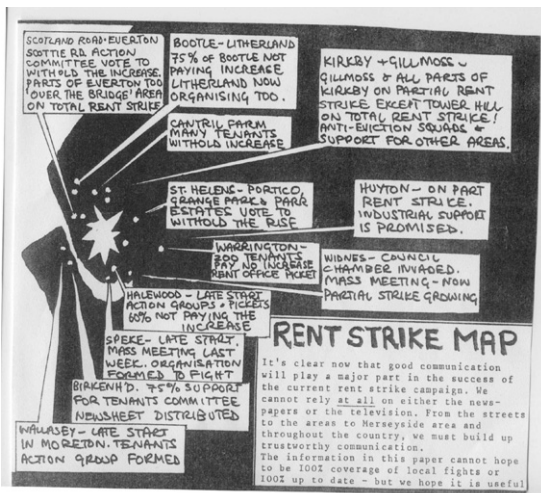 SCOTLAND ROAD·EVERTON
SCOTTIE RD. ACTION
COMMITTEE VOTE TO
WITHOLD THE INCREASE.
PARTS OF EVERTON TOO
'OVER THE BRIDGE' AREA
ON TOTAL RENT STRIKE
BOOTLE-LITHERLAND
75% OF BOOTLE NOT
PAYING INCREASE
LITHERLAND NOW
ORGANISING TOO.
CANTRIL FARM
MANY TENANTS
WITHOLD INCREASE
KIRKBY + GILLMOSS -
GILLMOSS & ALL PARTS OF
KIRKBY ON PARTIAL RENT
STRIKE EXCEPT TOWER HILL
ON TOTAL RENT STRIKE!
ANTI-EVICTION SQUADS &
SUPPORT FOR OTHER AREAS.
ST. HELENS- PORTICO,
GRANGE PARK & PARR
ESTATES VOTE TO
WITHOLD THE RISE
HUYTON- ON PART
RENT STRIKE.
INDUSTRIAL SUPPORT
IS PROMISED.
WARRINGTON-
200 TENANTS
PAY NO INCREASE
RENT OFFICE PICKET
WIDNES - COUNCIL
CHAMBER INVADED.
MASS MEETING-NOW
PARTIAL STRIKE GROWING
HALEWOOD-LATE START
ACTION GROUPS + PICKETS
60% NOT PAYING THE
INCREASE
SPEKE- LATE START.
MASS MEETING LAST
WEEK. ORGANISATION
FORMED TO FIGHT
BIRKENH'D. 75% SUPPORT
FOR TENANTS COMMITTEE
NEWSHEET DISTRIBUTED
WALLASEY- LATE START
IN MORETON. TENANTS
ACTION GROUP FORMED
RENT STRIKE MAP
It's clear now that good communication
will play a major part in the success of
the current rent strike campaign. We
cannot rely at all on either the news-
papers or the television. From the streets
to the areas to Merseyside area and
throughout the country, we must build up
trustworthy communication.
The information in this paper cannot hope
to be 100% coverage of local fights or
100% up to date - but we hope it is useful